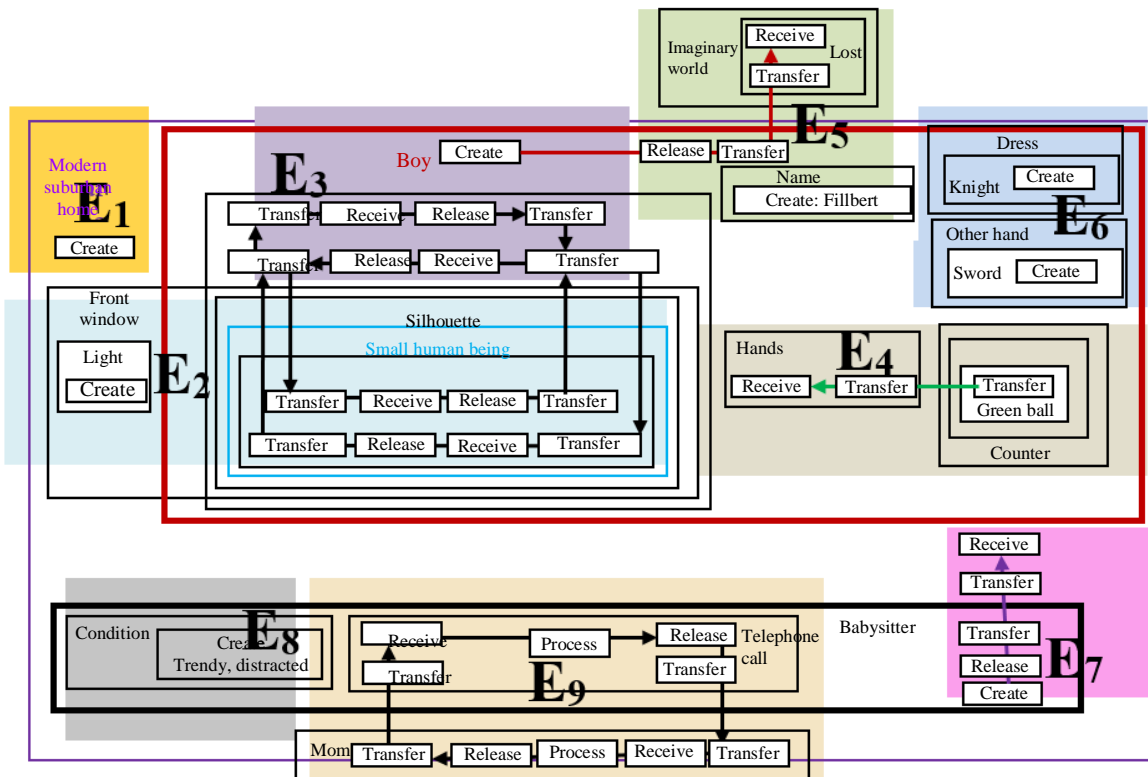 Imaginary
world
Receive
Lost
Transfer
E5
Boy
Create
Release
Transfer
Name
Create: Fillbert
Dress
Knight
Create
E6
Other hand
Sword
Create
Modern
suburban
home
E1
Create
E3
Transfer
Receive
Release
Transfer
Transfer
Release
Receive
Transfer
Front
window
Light
Create
E2
Silhouette
Small human being
Transfer
Receive
Release
Transfer
Transfer
Release
Receive
Transfer
Hands
E4
Receive
Transfer
Transfer
Green ball
Counter
Receive
Transfer
Transfer
Release
Create
E7
Condition
E8
Create
Trendy, distracted
Receive
Transfer
Process
E9
Release
Transfer
Telephone
call
Babysitter
Mom
Transfer
Release
Process
Receive
Transfer